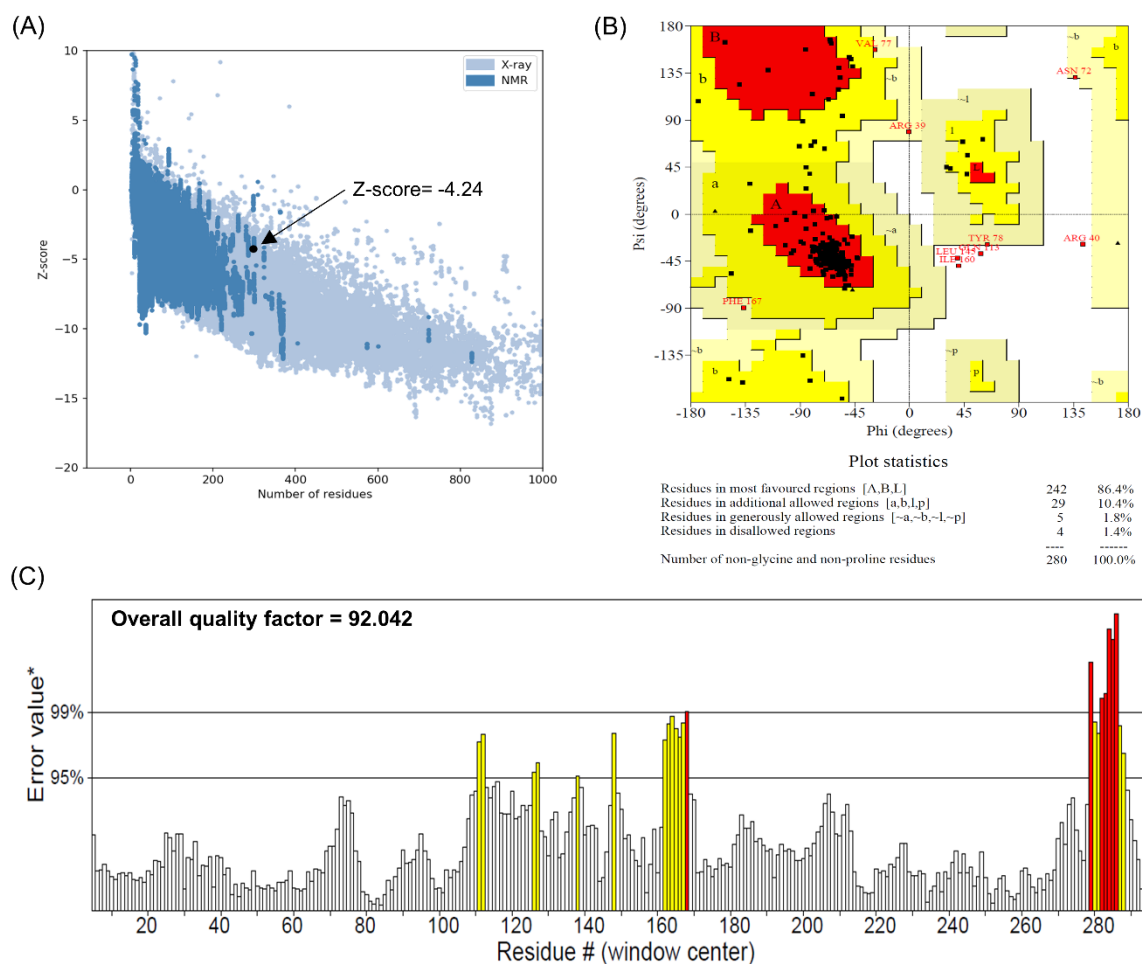 (A)
Z-score
10
5
0
−5
−10
−15
−20
X-ray
NMR
Z-score= -4.24
0 200 400 600 800 1000
Number of residues
(B)
Psi (degrees)
180
135
90
45
0
-45
-90
-135
B
VAL 77
~b
~b
b
ASN 72
b
~b
~l
ARG 39
l
L
a
A
~a
TYR 78
ARG 40
LEU 145
ILE 160
PHE 167
~b
b
~p
p
~b
-180 -135 -90 -45 0 45 90 135 180
Phi (degrees)
Plot statistics
Residues in most favoured regions [A,B,L] 242 86.4%
Residues in additional allowed regions [a,b,l,p] 29 10.4%
Residues in generously allowed regions [~a,~b,~l,~p] 5 1.8%
Residues in disallowed regions 4 1.4%
---- ------
Number of non-glycine and non-proline residues 280 100.0%
(C)
Overall quality factor = 92.042
Error value*
99%
95%
20 40 60 80 100 120 140 160 180 200 220 240 260 280
Residue # (window center)